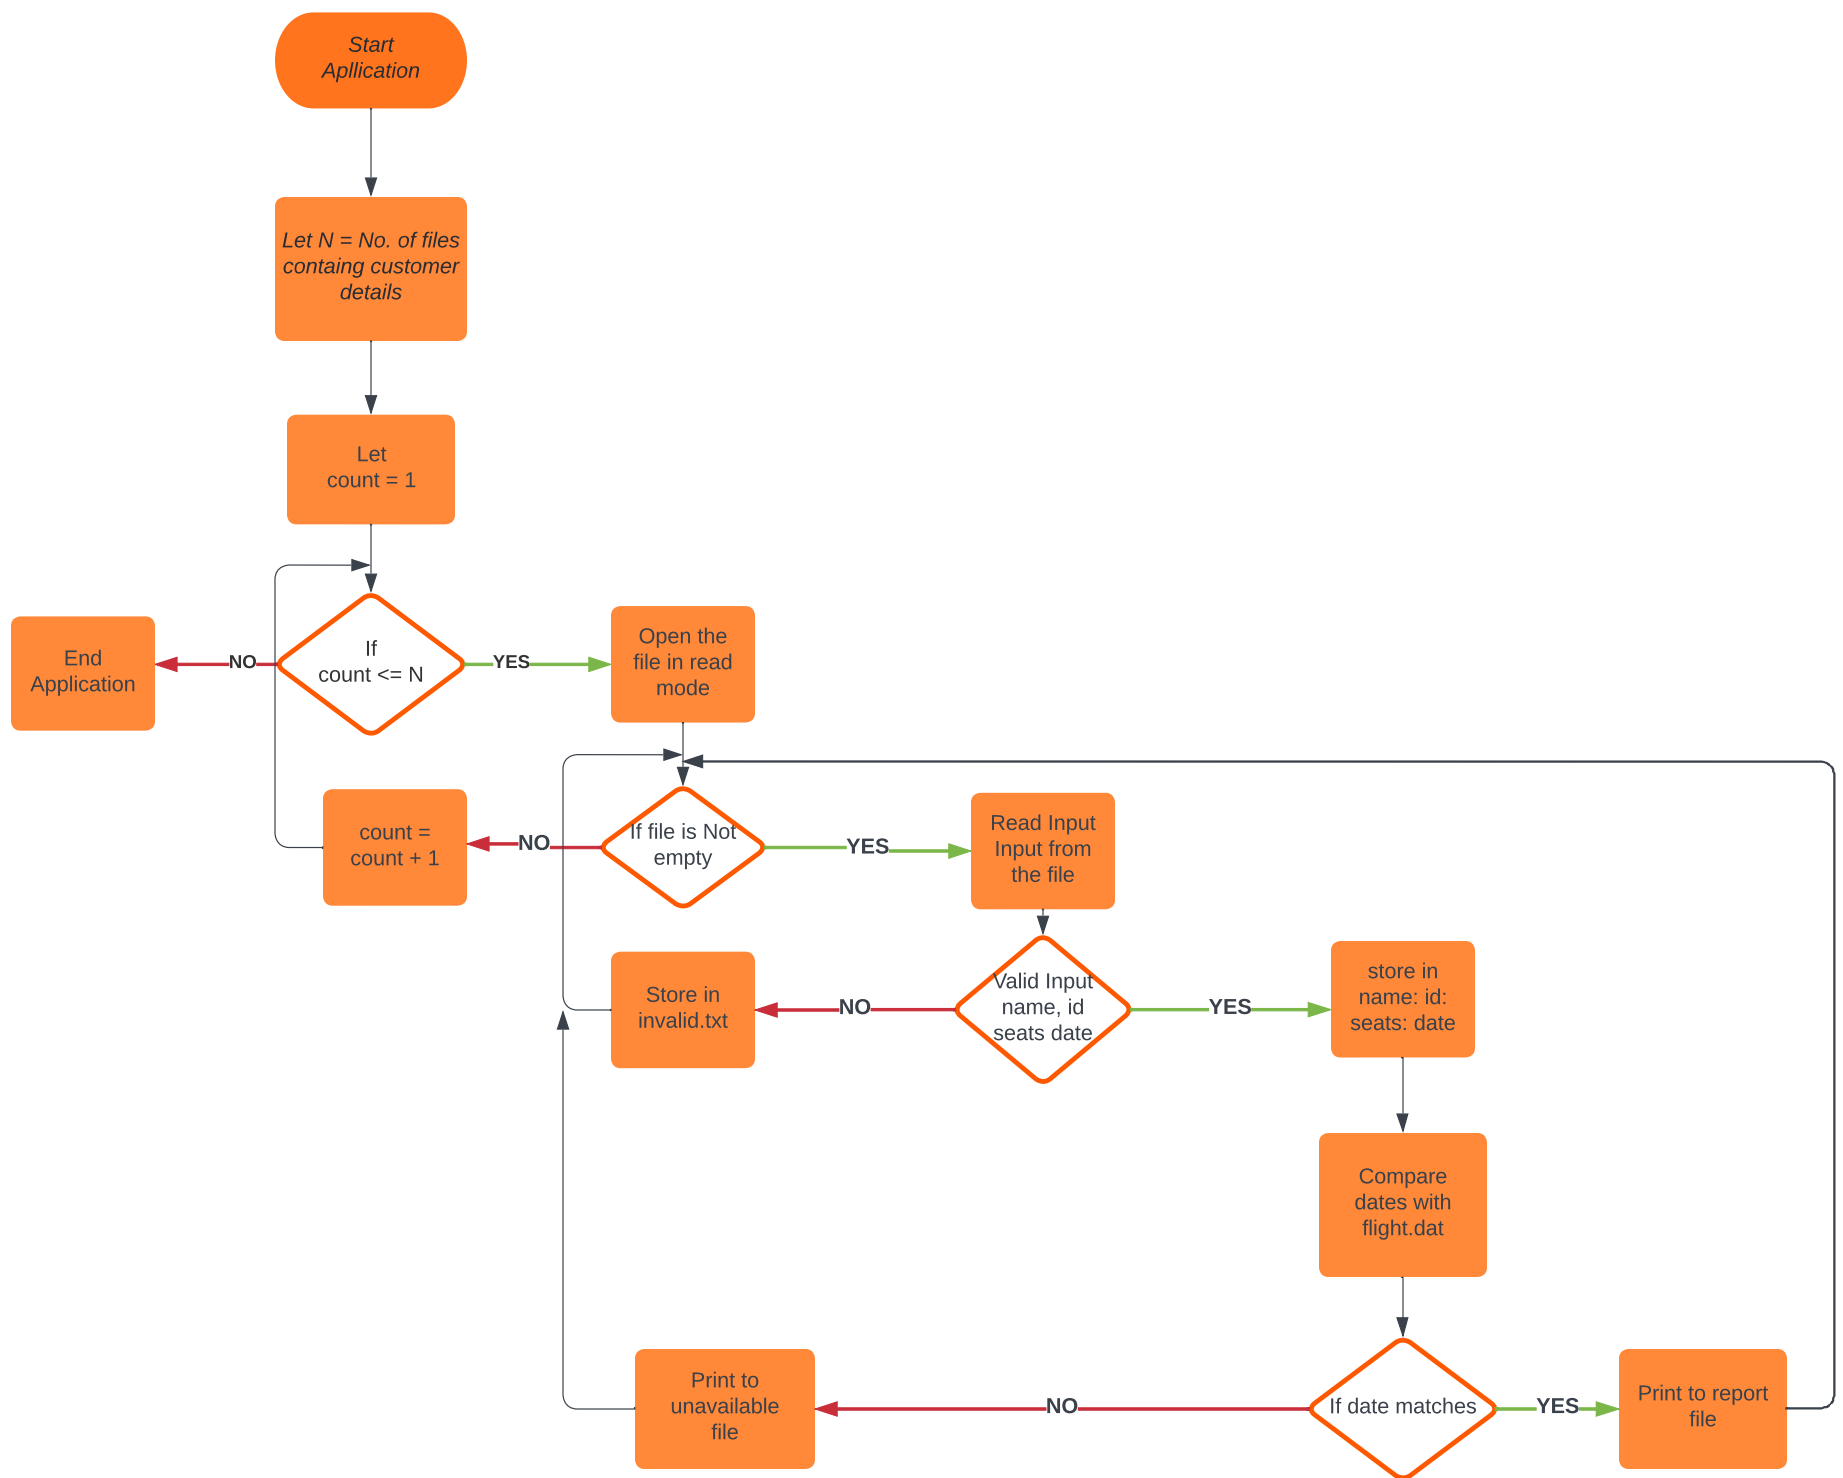 Start
Apllication
Let N = No. of files
containg customer
details
Let
count = 1
If
count <= N
NO
YES
End
Application
Open the
file in read
mode
If file is Not
empty
NO
YES
count =
count + 1
Read Input
Input from
the file
Valid Input
name, id
seats date
NO
YES
Store in
invalid.txt
store in
name: id:
seats: date
Compare
dates with
flight.dat
If date matches
NO
YES
Print to
unavailable
file
Print to report
file